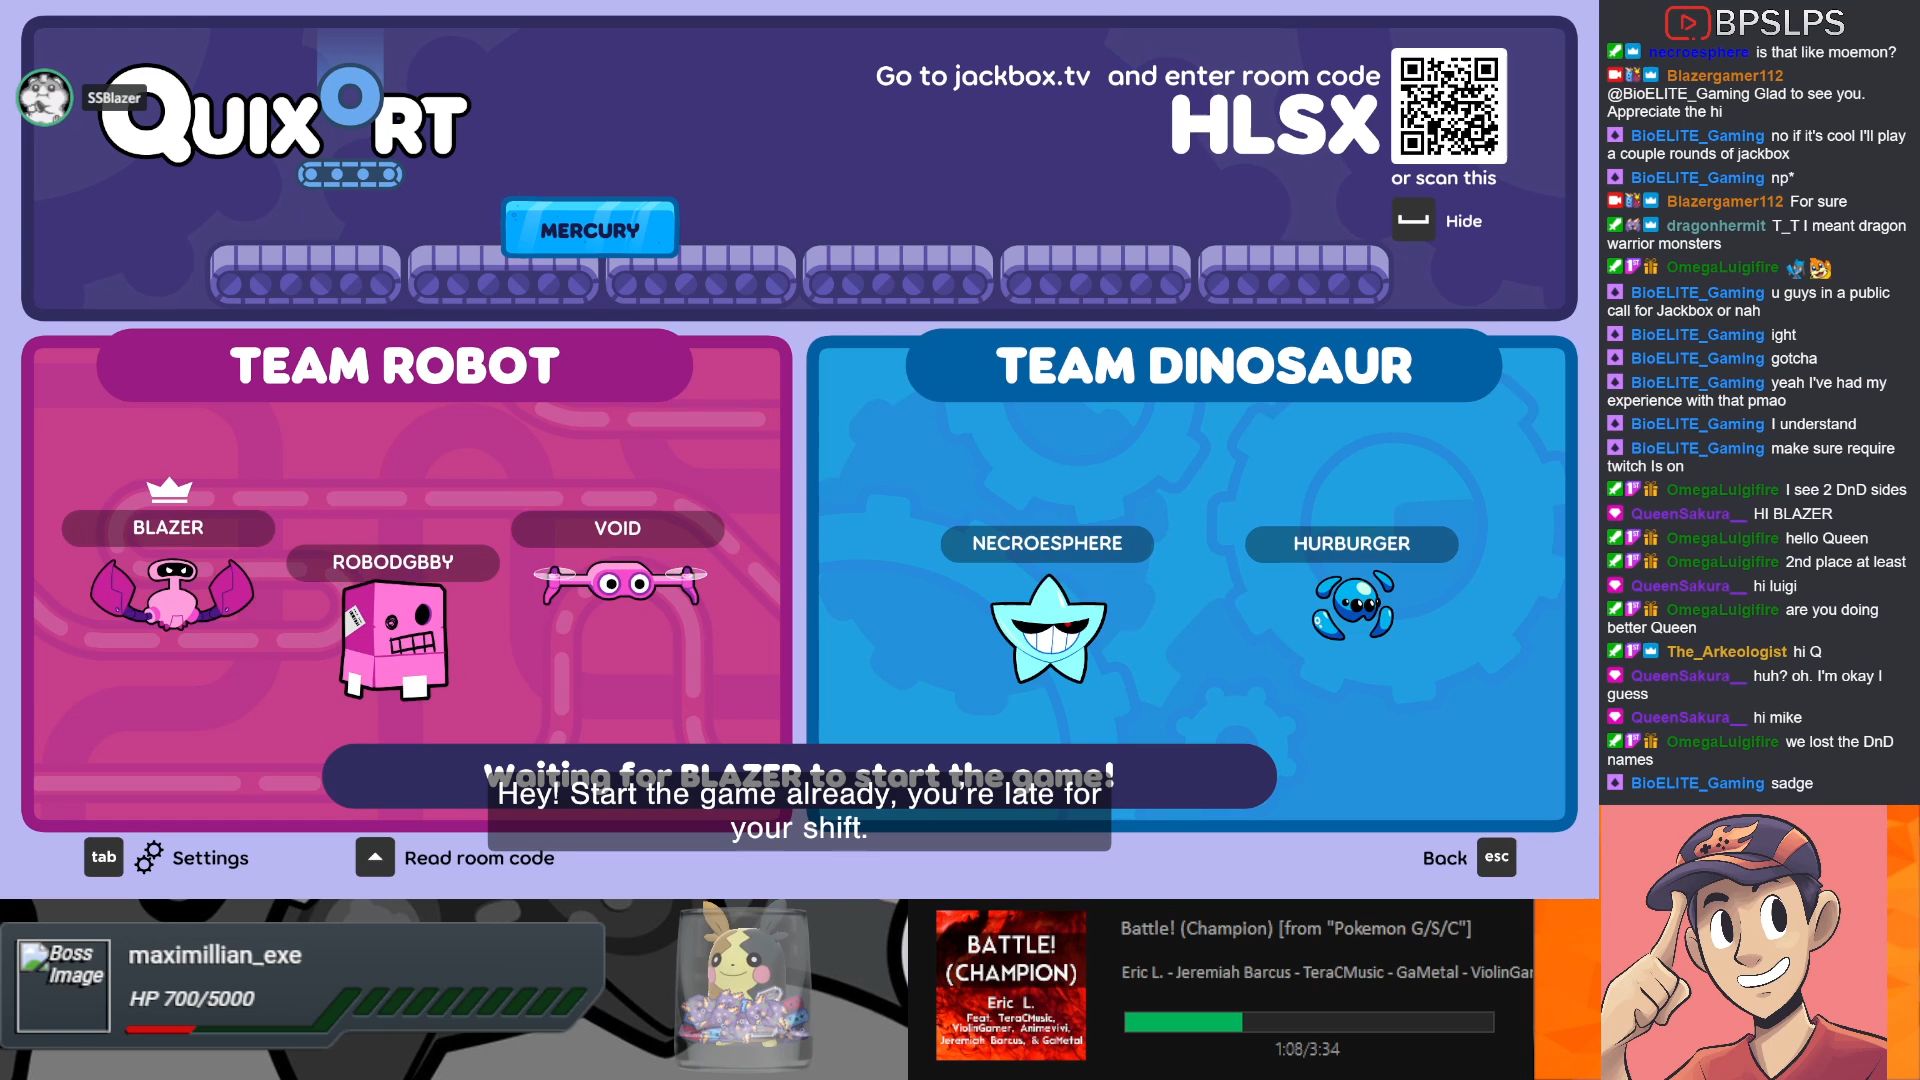 SSBlazer
QUIXORT
Go to jackbox.tv and enter room code
HLSX
or scan this
Hide
MERCURY
TEAM ROBOT
BLAZER
ROBODGBBY
VOID
TEAM DINOSAUR
NECROESPHERE
HURBURGER
Waiting for BLAZER to start the game!
Hey! Start the game already, you're late for
your shift.
tab
Settings
Read room code
Back
esc
Boss
Image
maximillian_exe
HP 700/5000
BATTLE!
(CHAMPION)
Eric L.
Feat. TeraCMusic,
ViolinGamer, Animevivi,
Jeremiah Barcus, & GaMetal
Battle! (Champion) [from "Pokemon G/S/C"]
Eric L. - Jeremiah Barcus - TeraCMusic - GaMetal - ViolinGar
1:08/3:34
BPSLPS
necroesphere is that like moemon?
Blazergamer112
@BioELITE_Gaming Glad to see you.
Appreciate the hi
BioELITE_Gaming no if it's cool I'll play
a couple rounds of jackbox
BioELITE_Gaming np*
Blazergamer112 For sure
dragonhermit T_T I meant dragon
warrior monsters
OmegaLuigifire
BioELITE_Gaming u guys in a public
call for Jackbox or nah
BioELITE_Gaming ight
BioELITE_Gaming gotcha
BioELITE_Gaming yeah I've had my
experience with that pmao
BioELITE_Gaming I understand
BioELITE_Gaming make sure require
twitch Is on
OmegaLuigifire I see 2 DnD sides
QueenSakura__ HI BLAZER
OmegaLuigifire hello Queen
OmegaLuigifire 2nd place at least
QueenSakura__ hi luigi
OmegaLuigifire are you doing
better Queen
The_Arkeologist hi Q
QueenSakura__ huh? oh. I'm okay I
guess
QueenSakura__ hi mike
OmegaLuigifire we lost the DnD
names
BioELITE_Gaming sadge